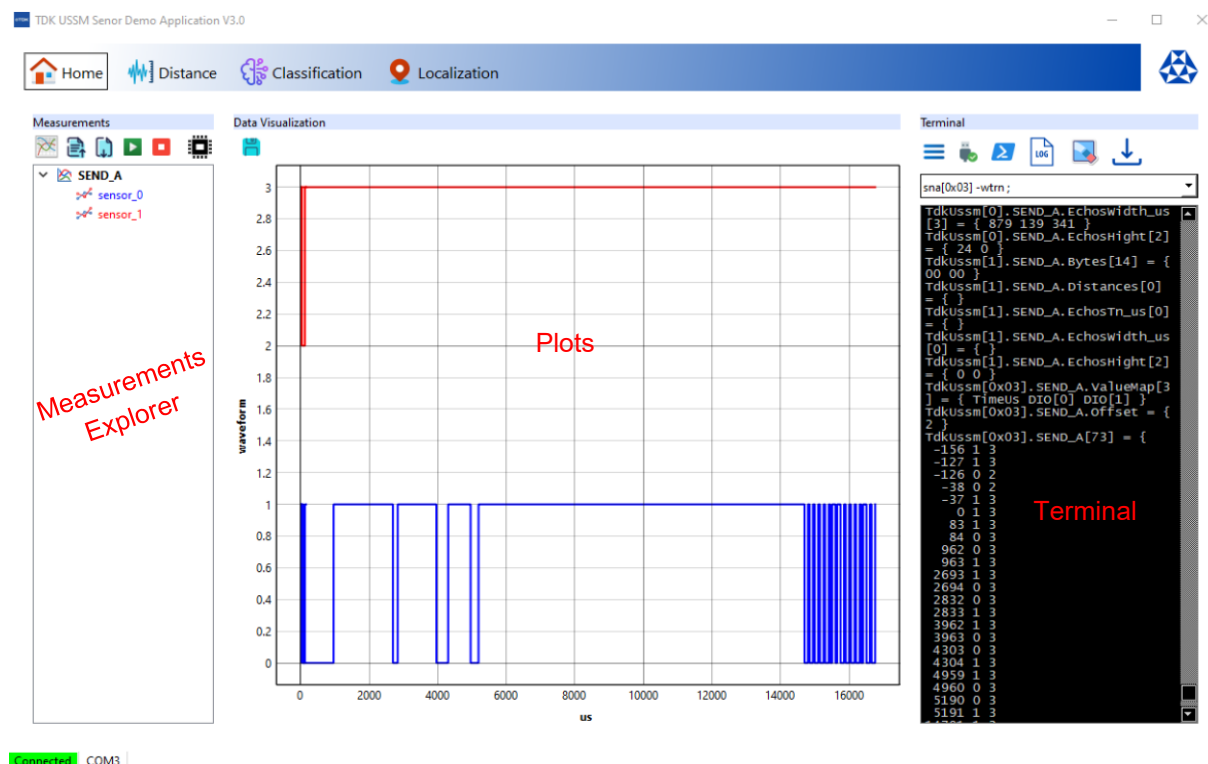 TDK USSM Senor Demo Application V3.0
Home
Distance
Classification
Localization
Measurements
SEND_A
sensor_0
sensor_1
Measurements
Explorer
Data Visualization
3
2.8
2.6
2.4
2.2
2
1.8
1.6
1.4
1.2
1
0.8
0.6
0.4
0.2
0
waveform
Plots
0
2000
4000
6000
8000
10000
12000
14000
16000
us
Terminal
LOG
sna[0x03] -wtrn ;
TdkUssm[0].SEND_A.EchosWidth_us
[3] = { 879 139 341 }
TdkUssm[0].SEND_A.EchosHight[2]
= { 24 0 }
TdkUssm[1].SEND_A.Bytes[14] = {
00 00 }
TdkUssm[1].SEND_A.Distances[0]
= { }
TdkUssm[1].SEND_A.EchosTn_us[0]
= { }
TdkUssm[1].SEND_A.EchosWidth_us
[0] = { }
TdkUssm[1].SEND_A.EchosHight[2]
= { 0 0 }
TdkUssm[0x03].SEND_A.ValueMap[3
] = { TimeUs DIO[0] DIO[1] }
TdkUssm[0x03].SEND_A.Offset = {
2 }
TdkUssm[0x03].SEND_A[73] = {
-156 1 3
-127 1 3
-126 0 2
-38 0 2
-37 1 3
0 1 3
83 1 3
84 0 3
962 0 3
963 1 3
2693 1 3
2694 0 3
2832 0 3
2833 1 3
3962 1 3
3963 0 3
4303 0 3
4304 1 3
4959 1 3
4960 0 3
5190 0 3
5191 1 3
Terminal
Connected COM3